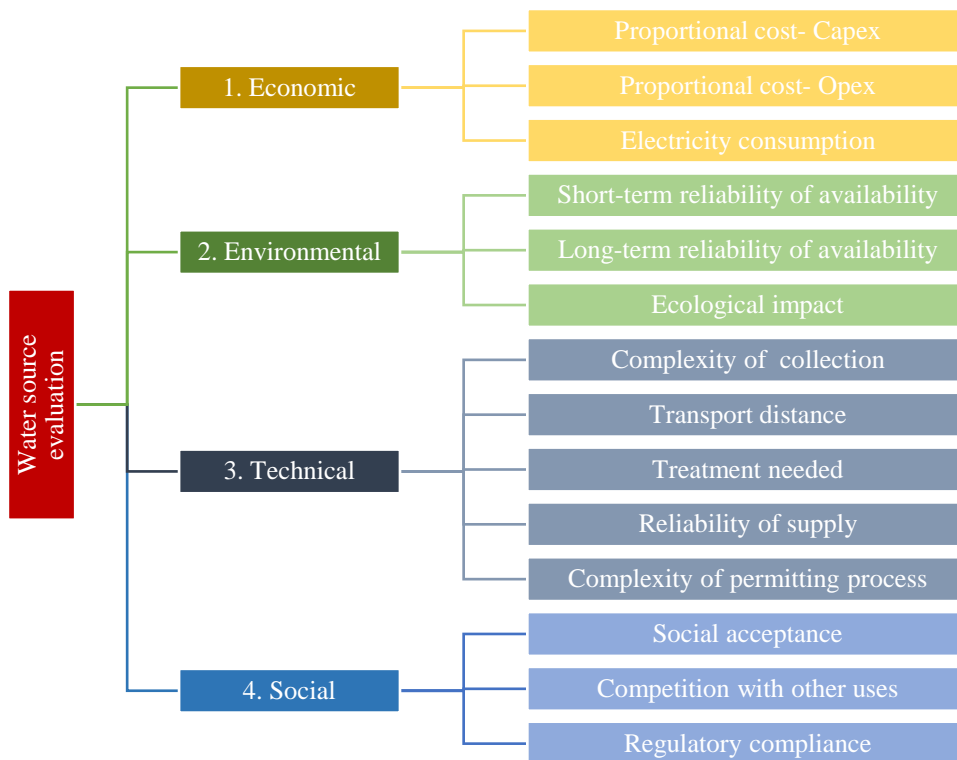 Water source
evaluation
1. Economic
Proportional cost- Capex
Proportional cost- Opex
Electricity consumption
2. Environmental
Short-term reliability of availability
Long-term reliability of availability
Ecological impact
3. Technical
Complexity of  collection
Transport distance
Treatment needed
Reliability of supply
Complexity of permitting process
4. Social
Social acceptance
Competition with other uses
Regulatory compliance